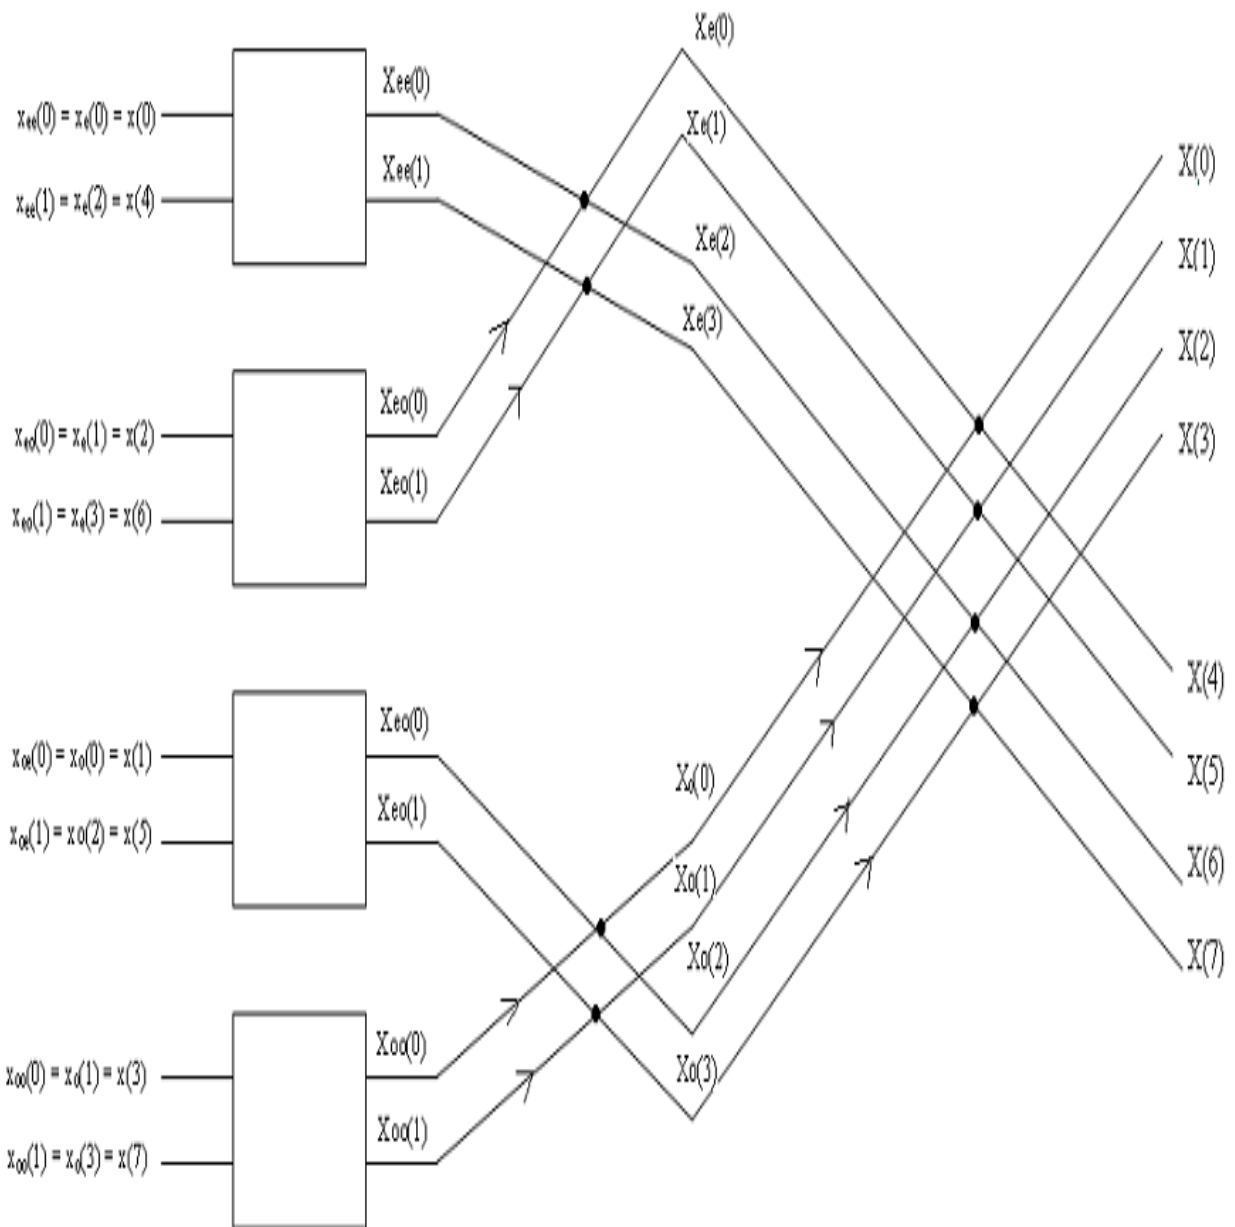 xee(0) = xe(0) = x(0)
xee(1) = xe(2) = x(4)
Xee(0)
Xee(1)
xeo(0) = xe(1) = x(2)
xeo(1) = xe(3) = x(6)
Xeo(0)
Xeo(1)
xoe(0) = xo(0) = x(1)
xoe(1) = xo(2) = x(5)
Xeo(0)
Xeo(1)
xoo(0) = xo(1) = x(3)
xoo(1) = xo(3) = x(7)
Xoo(0)
Xoo(1)
Xe(0)
Xe(1)
Xe(2)
Xe(3)
Xo(0)
Xo(1)
Xo(2)
Xo(3)
X(0)
X(1)
X(2)
X(3)
X(4)
X(5)
X(6)
X(7)